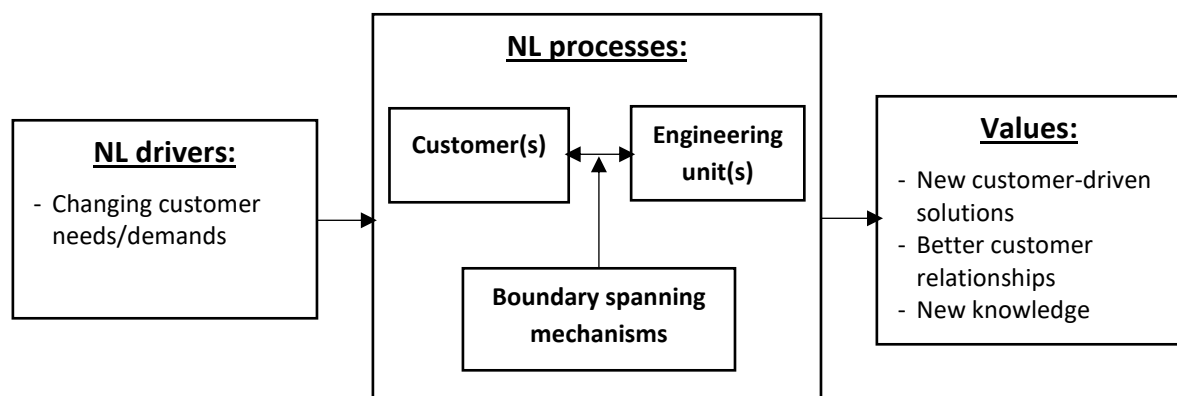 NL drivers:
- Changing customer
needs/demands
NL processes:
Customer(s)
Engineering
unit(s)
Boundary spanning
mechanisms
Values:
- New customer-driven
solutions
- Better customer
relationships
- New knowledge